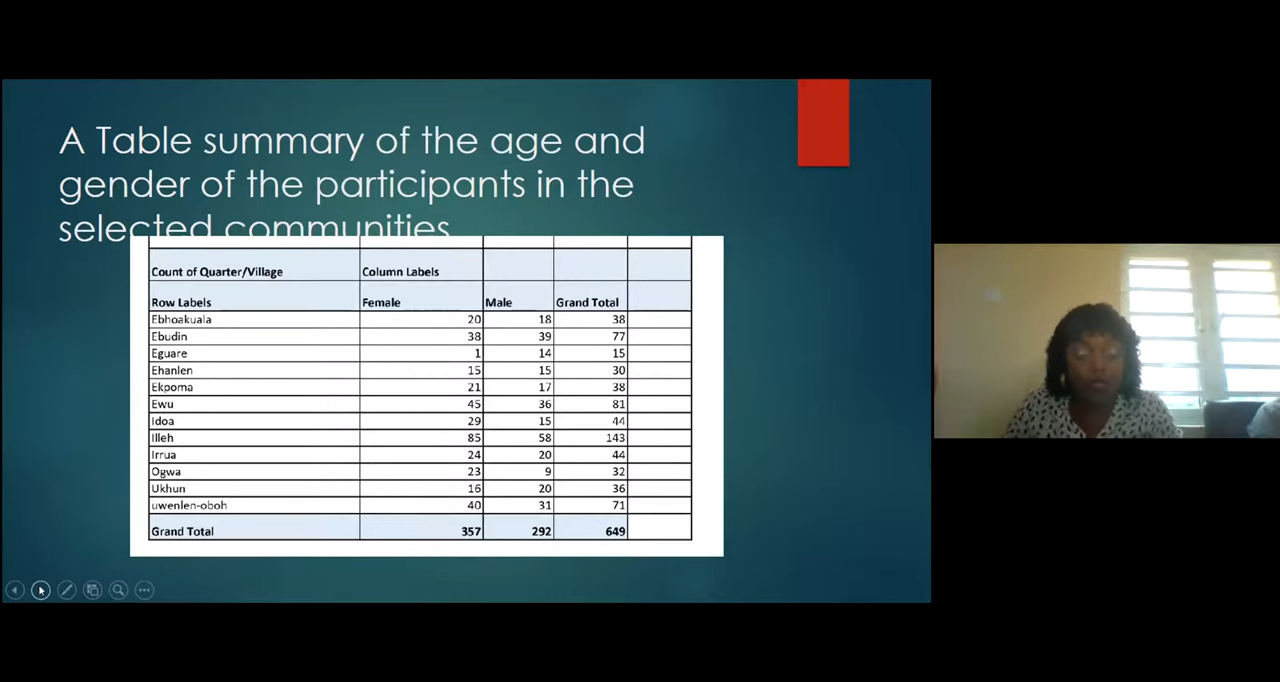 A Table summary of the age and
gender of the participants in the
selected communities
Count of Quarter/Village Column Labels
Row Labels Female Male Grand Total
Ebhoakuala 20 18 38
Ebudin 38 39 77
Eguare 1 14 15
Ehanlen 15 15 30
Ekpoma 21 17 38
Ewu 45 36 81
Idoa 29 15 44
Illeh 85 58 143
Irrua 24 20 44
Ogwa 23 9 32
Ukhun 16 20 36
uwenlen-oboh 40 31 71
Grand Total 357 292 649